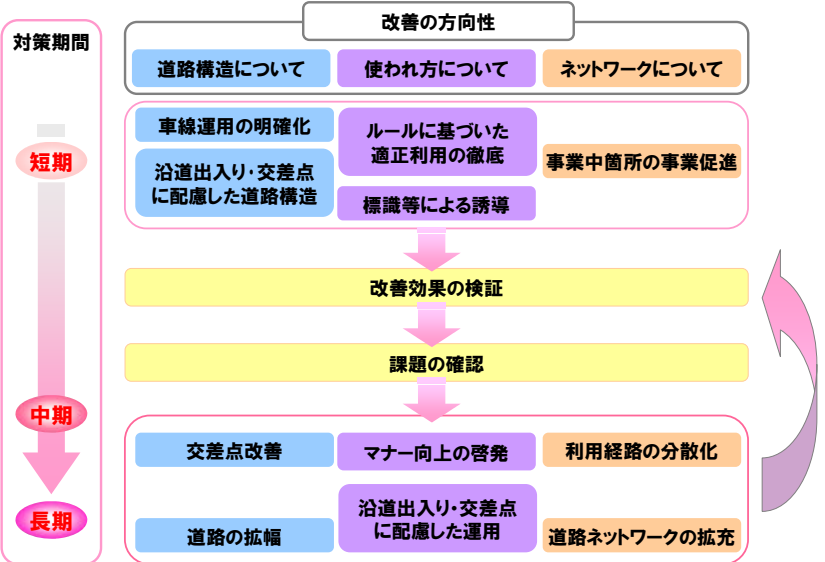 改善の方向性
対策期間
道路構造について
使われ方について
ネットワークについて
短期
車線運用の明確化
沿道出入り・交差点
に配慮した道路構造
ルールに基づいた
適正利用の徹底
標識等による誘導
事業中箇所の事業促進
改善効果の検証
課題の確認
中期
交差点改善
マナー向上の啓発
利用経路の分散化
長期
道路の拡幅
沿道出入り・交差点
に配慮した運用
道路ネットワークの拡充